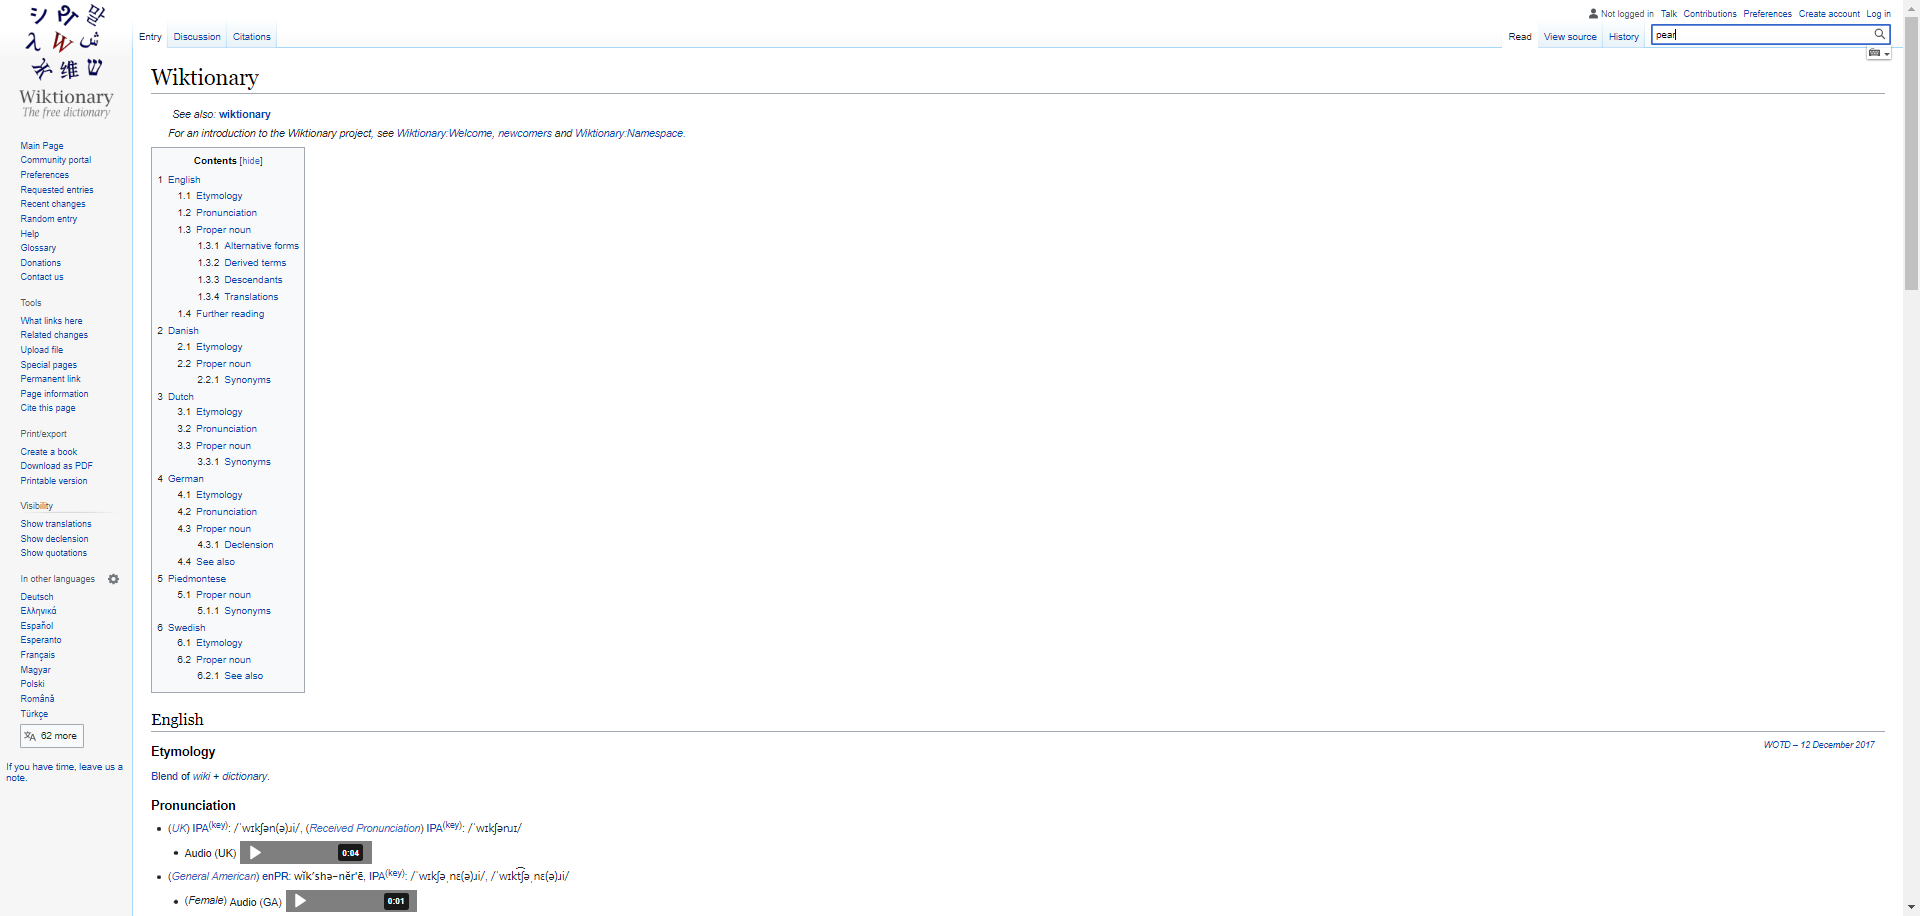 シ Рт 말
λ W ش
እ 维 ש
Wiktionary
The free dictionary
Main Page
Community portal
Preferences
Requested entries
Recent changes
Random entry
Help
Glossary
Donations
Contact us
Tools
What links here
Related changes
Upload file
Special pages
Permanent link
Page information
Cite this page
Print/export
Create a book
Download as PDF
Printable version
Visibility
Show translations
Show declension
Show quotations
In other languages
Deutsch
Ελληνικά
Español
Esperanto
Français
Magyar
Polski
Română
Türkçe
62 more
If you have time, leave us a
note.
Not logged in Talk Contributions Preferences Create account Log in
Entry Discussion Citations
Read View source History
pear
Wiktionary
See also: wiktionary
For an introduction to the Wiktionary project, see Wiktionary:Welcome, newcomers and Wiktionary:Namespace.
Contents [hide]
1 English
1.1 Etymology
1.2 Pronunciation
1.3 Proper noun
1.3.1 Alternative forms
1.3.2 Derived terms
1.3.3 Descendants
1.3.4 Translations
1.4 Further reading
2 Danish
2.1 Etymology
2.2 Proper noun
2.2.1 Synonyms
3 Dutch
3.1 Etymology
3.2 Pronunciation
3.3 Proper noun
3.3.1 Synonyms
4 German
4.1 Etymology
4.2 Pronunciation
4.3 Proper noun
4.3.1 Declension
4.4 See also
5 Piedmontese
5.1 Proper noun
5.1.1 Synonyms
6 Swedish
6.1 Etymology
6.2 Proper noun
6.2.1 See also
English
Etymology
WOTD – 12 December 2017
Blend of wiki + dictionary.
Pronunciation
• (UK) IPA(key): /ˈwɪkʃən(ə)ɹi/, (Received Pronunciation) IPA(key): /ˈwɪkʃənɹɪ/
• Audio (UK) 0:04
• (General American) enPR: wĭkʹshə-nĕr'ē, IPA(key): /ˈwɪkʃəˌnɛ(ə)ɹi/, /ˈwɪkt͡ʃəˌnɛ(ə)ɹi/
• (Female) Audio (GA) 0:01